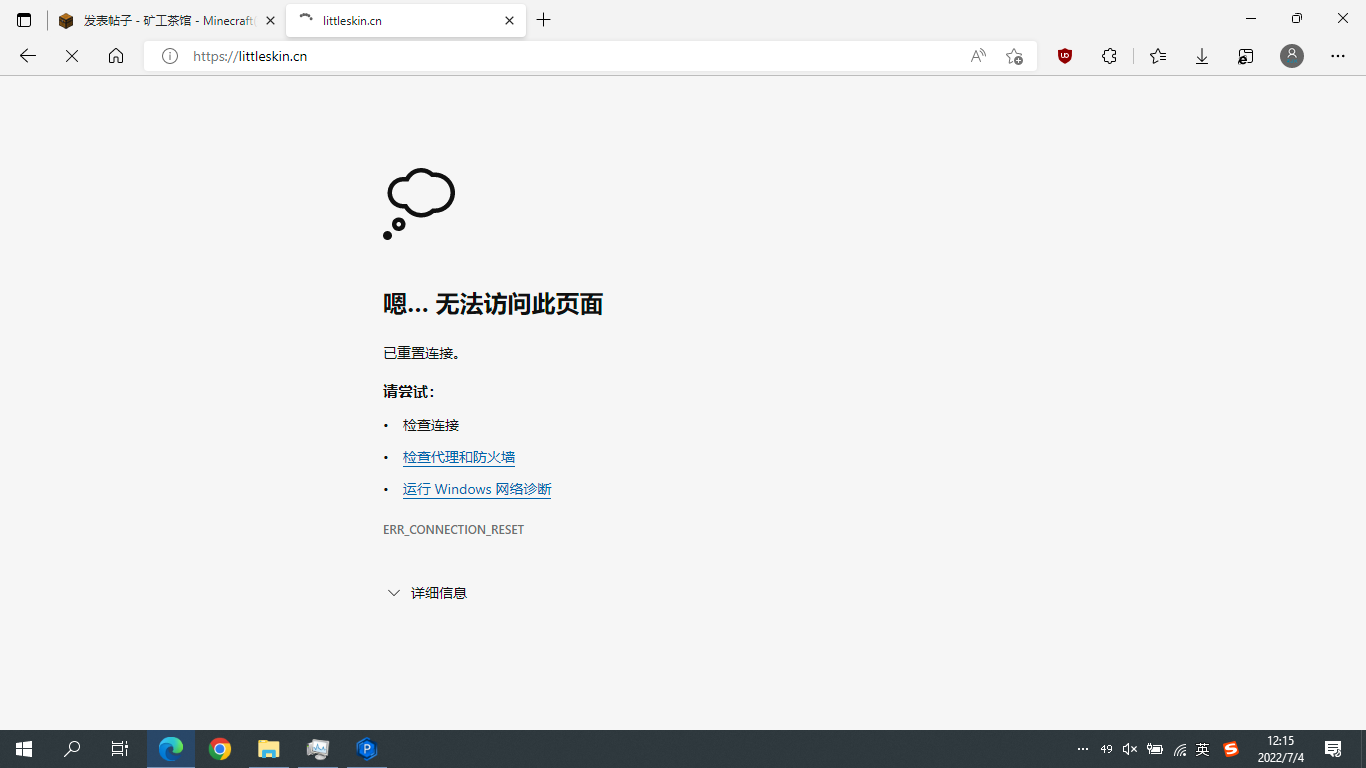 发表帖子 - 矿工茶馆 - Minecraft
littleskin.cn
https://littleskin.cn
嗯… 无法访问此页面
已重置连接。
请尝试：
• 检查连接
• 检查代理和防火墙
• 运行 Windows 网络诊断
ERR_CONNECTION_RESET
详细信息
49
英
12:15
2022/7/4